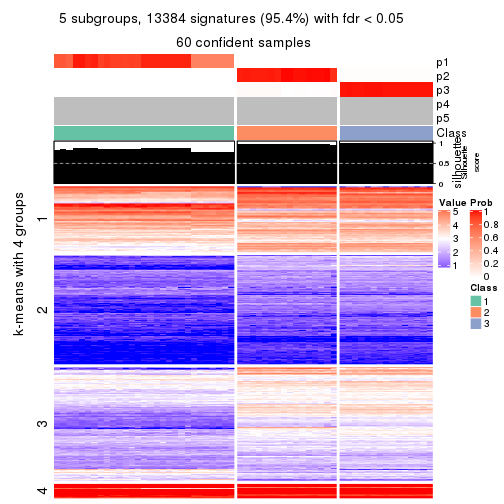 5 subgroups, 13384 signatures (95.4%) with fdr < 0.05
60 confident samples
p1
p2
p3
p4
p5
Class
1
0.5
0
silhouette
Silhouette
score
k-means with 4 groups
1
2
3
4
Value
5
4
3
2
1
Prob
1
0.8
0.6
0.4
0.2
0
Class
1
2
3